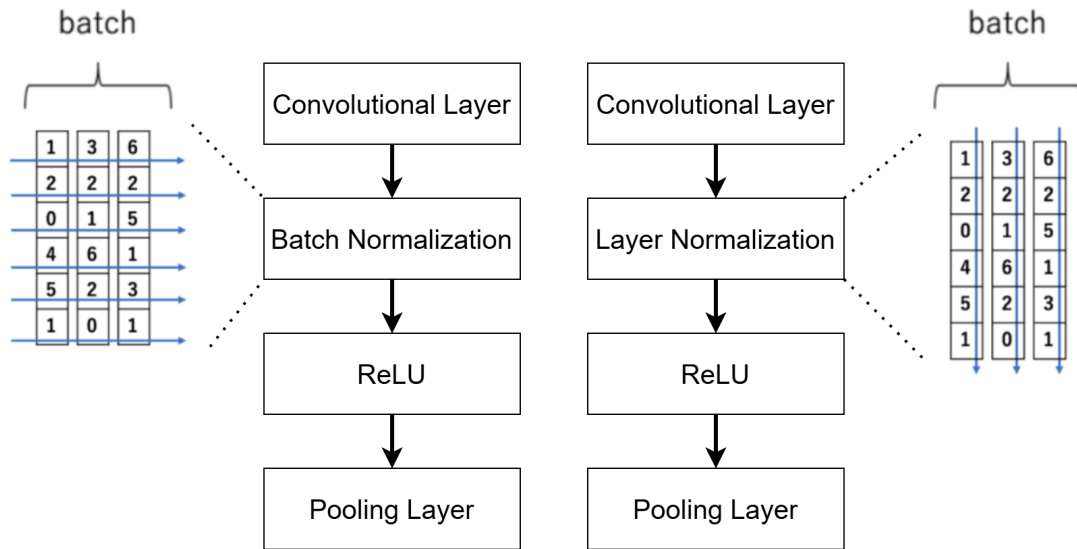 batch
1 3 6
2 2 2
0 1 5
4 6 1
5 2 3
1 0 1
Convolutional Layer
Batch Normalization
ReLU
Pooling Layer
Convolutional Layer
Layer Normalization
ReLU
Pooling Layer
batch
1 3 6
2 2 2
0 1 5
4 6 1
5 2 3
1 0 1